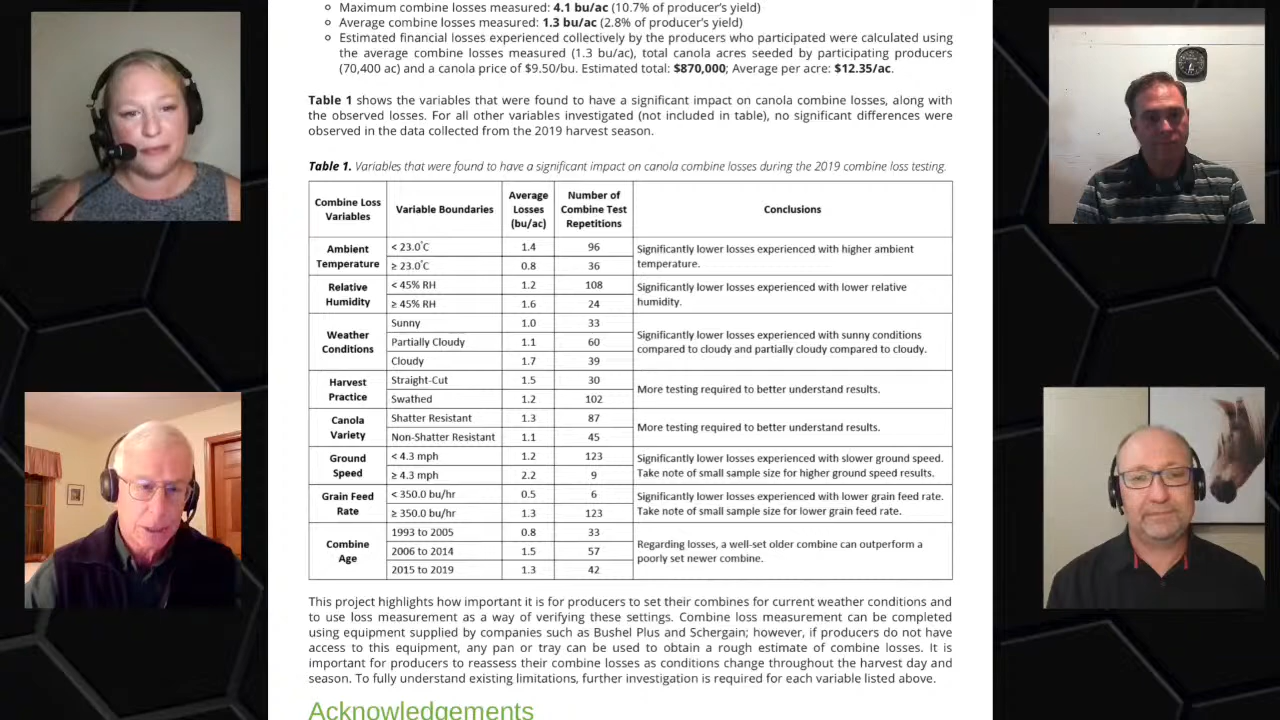 Maximum combine losses measured: 4.1 bu/ac (10.7% of producer's yield)
Average combine losses measured: 1.3 bu/ac (2.8% of producer's yield)
Estimated financial losses experienced collectively by the producers who participated were calculated using
the average combine losses measured (1.3 bu/ac), total canola acres seeded by participating producers
(70,400 ac) and a canola price of $9.50/bu. Estimated total: $870,000; Average per acre: $12.35/ac.
Table 1 shows the variables that were found to have a significant impact on canola combine losses, along with
the observed losses. For all other variables investigated (not included in table), no significant differences were
observed in the data collected from the 2019 harvest season.
Table 1. Variables that were found to have a significant impact on canola combine losses during the 2019 combine loss testing.
Combine Loss Variables | Variable Boundaries | Average Losses (bu/ac) | Number of Combine Test Repetitions | Conclusions
Ambient Temperature | < 23.0°C | 1.4 | 96 | Significantly lower losses experienced with higher ambient temperature.
≥ 23.0°C | 0.8 | 36
Relative Humidity | < 45% RH | 1.2 | 108 | Significantly lower losses experienced with lower relative humidity.
≥ 45% RH | 1.6 | 24
Weather Conditions | Sunny | 1.0 | 33 | Significantly lower losses experienced with sunny conditions compared to cloudy and partially cloudy compared to cloudy.
Partially Cloudy | 1.1 | 60
Cloudy | 1.7 | 39
Harvest Practice | Straight-Cut | 1.5 | 30 | More testing required to better understand results.
Swathed | 1.2 | 102
Canola Variety | Shatter Resistant | 1.3 | 87 | More testing required to better understand results.
Non-Shatter Resistant | 1.1 | 45
Ground Speed | < 4.3 mph | 1.2 | 123 | Significantly lower losses experienced with slower ground speed. Take note of small sample size for higher ground speed results.
≥ 4.3 mph | 2.2 | 9
Grain Feed Rate | < 350.0 bu/hr | 0.5 | 6 | Significantly lower losses experienced with lower grain feed rate. Take note of small sample size for lower grain feed rate.
≥ 350.0 bu/hr | 1.3 | 123
Combine Age | 1993 to 2005 | 0.8 | 33 | Regarding losses, a well-set older combine can outperform a poorly set newer combine.
2006 to 2014 | 1.5 | 57
2015 to 2019 | 1.3 | 42
This project highlights how important it is for producers to set their combines for current weather conditions and
to use loss measurement as a way of verifying these settings. Combine loss measurement can be completed
using equipment supplied by companies such as Bushel Plus and Schergain; however, if producers do not have
access to this equipment, any pan or tray can be used to obtain a rough estimate of combine losses. It is
important for producers to reassess their combine losses as conditions change throughout the harvest day and
season. To fully understand existing limitations, further investigation is required for each variable listed above.
Acknowledgements